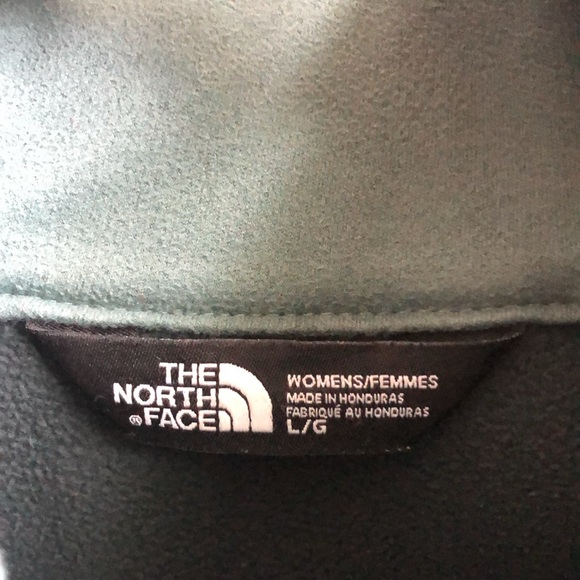 THE
NORTH
® FACE
WOMENS/FEMMES
MADE IN HONDURAS
FABRIQUÉ AU HONDURAS
L/G